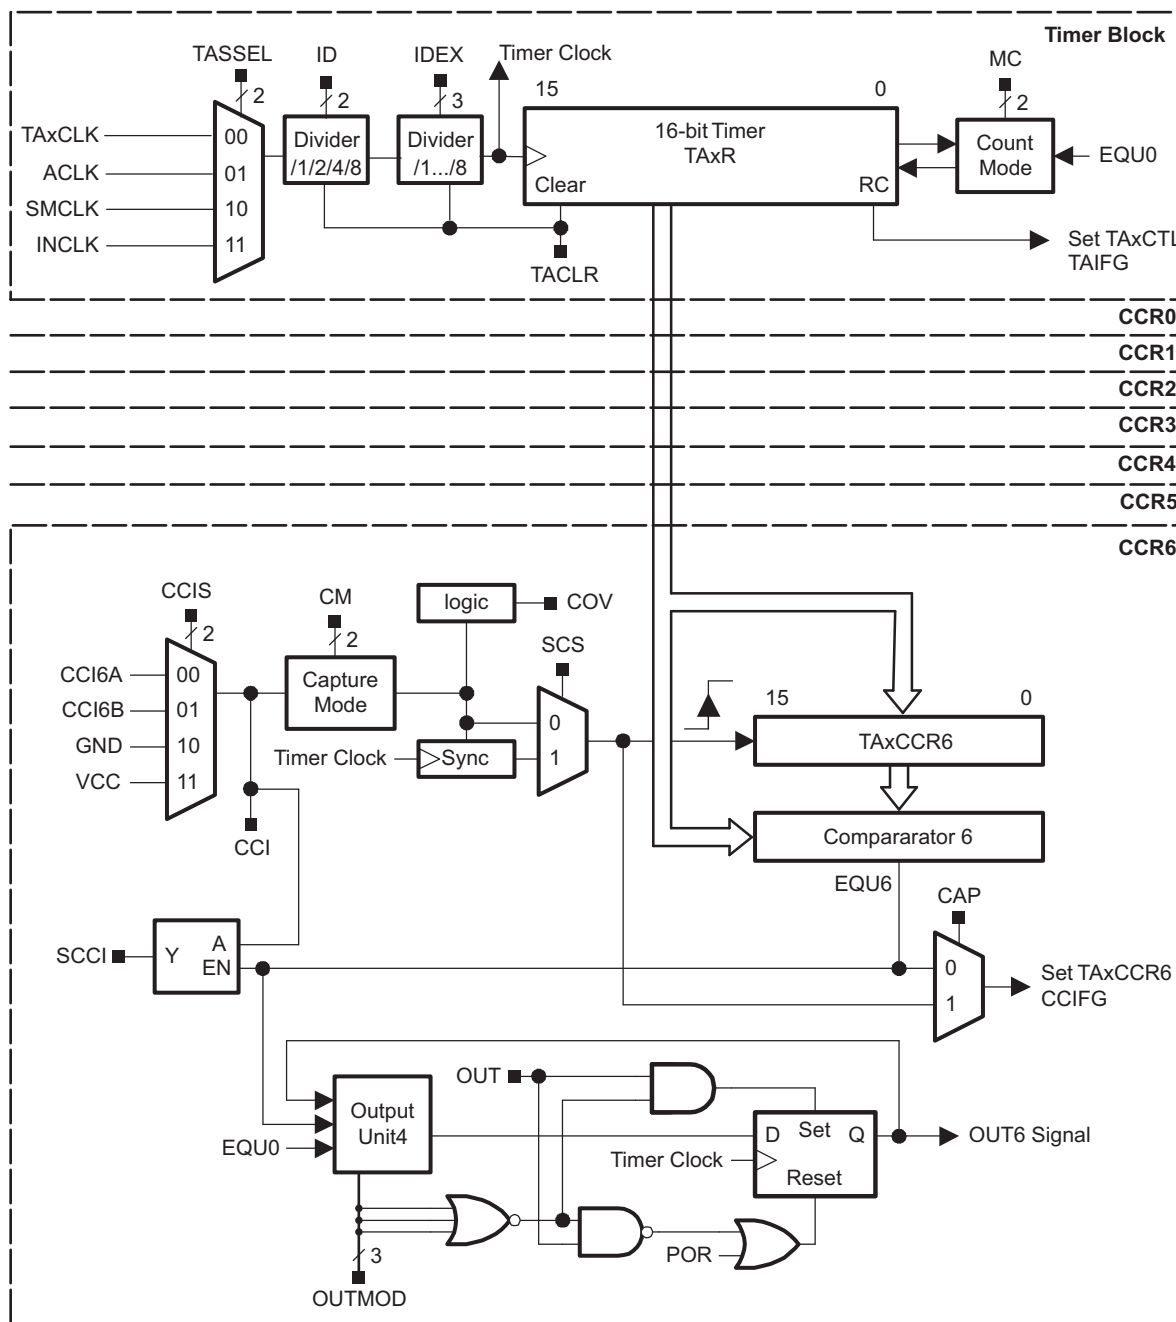 Timer Block
TASSEL
ID
IDEX
Timer Clock
MC
15
0
2
2
3
2
TAxCLK
ACLK
SMCLK
INCLK
00
01
10
11
Divider
/1/2/4/8
Divider
/1.../8
16-bit Timer
TAxR
Clear
RC
Count
Mode
EQU0
TACLR
Set TAxCTL
TAIFG
CCR0
CCR1
CCR2
CCR3
CCR4
CCR5
CCR6
CCIS
CM
logic
COV
2
2
SCS
CCI6A
CCI6B
GND
VCC
00
01
10
11
Capture
Mode
Timer Clock
Sync
0
1
15
0
TAxCCR6
CCI
Compararator 6
EQU6
CAP
SCCI
Y
A
EN
0
1
Set TAxCCR6
CCIFG
OUT
Output
Unit4
EQU0
D
Set
Q
Timer Clock
Reset
OUT6 Signal
3
POR
OUTMOD